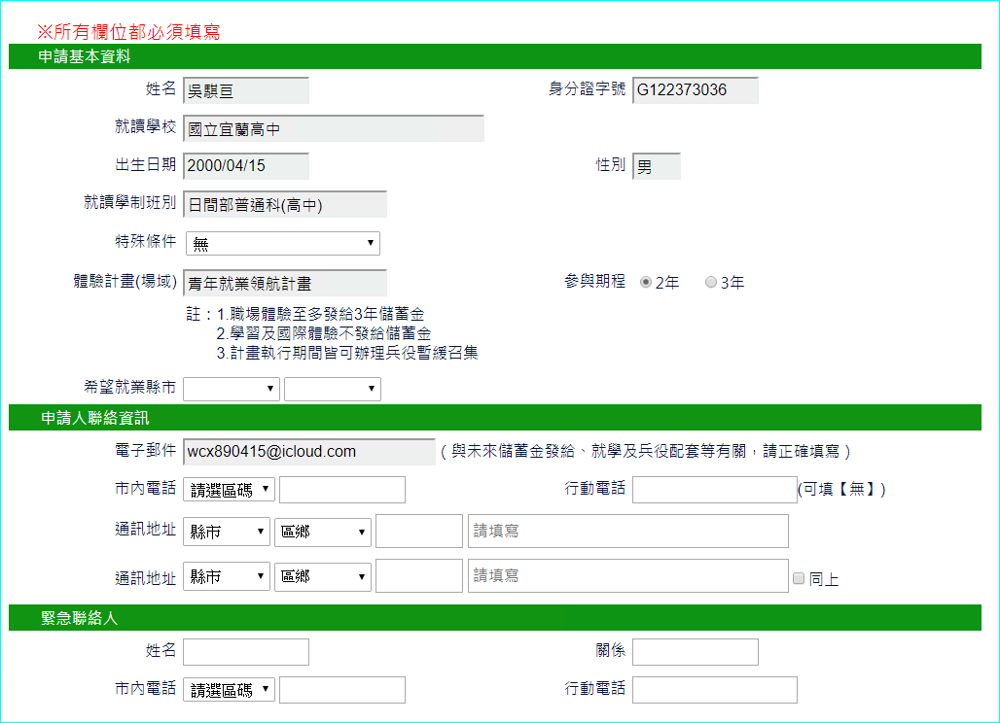 ※所有欄位都必須填寫
申請基本資料
姓名 吳騏亘 身分證字號 G122373036
就讀學校 國立宜蘭高中
出生日期 2000/04/15 性別 男
就讀學制班別 日間部普通科(高中)
特殊條件 無
體驗計畫(場域) 青年就業領航計畫 參與期程 2年 3年
註：1.職場體驗至多發給3年儲蓄金
2.學習及國際體驗不發給儲蓄金
3.計畫執行期間皆可辦理兵役暫緩召集
希望就業縣市
申請人聯絡資訊
電子郵件 wcx890415@icloud.com （與未來儲蓄金發給、就學及兵役配套等有關，請正確填寫）
市內電話 請選區碼 行動電話 (可填【無】)
通訊地址 縣市 區鄉 請填寫
通訊地址 縣市 區鄉 請填寫 同上
緊急聯絡人
姓名 關係
市內電話 請選區碼 行動電話